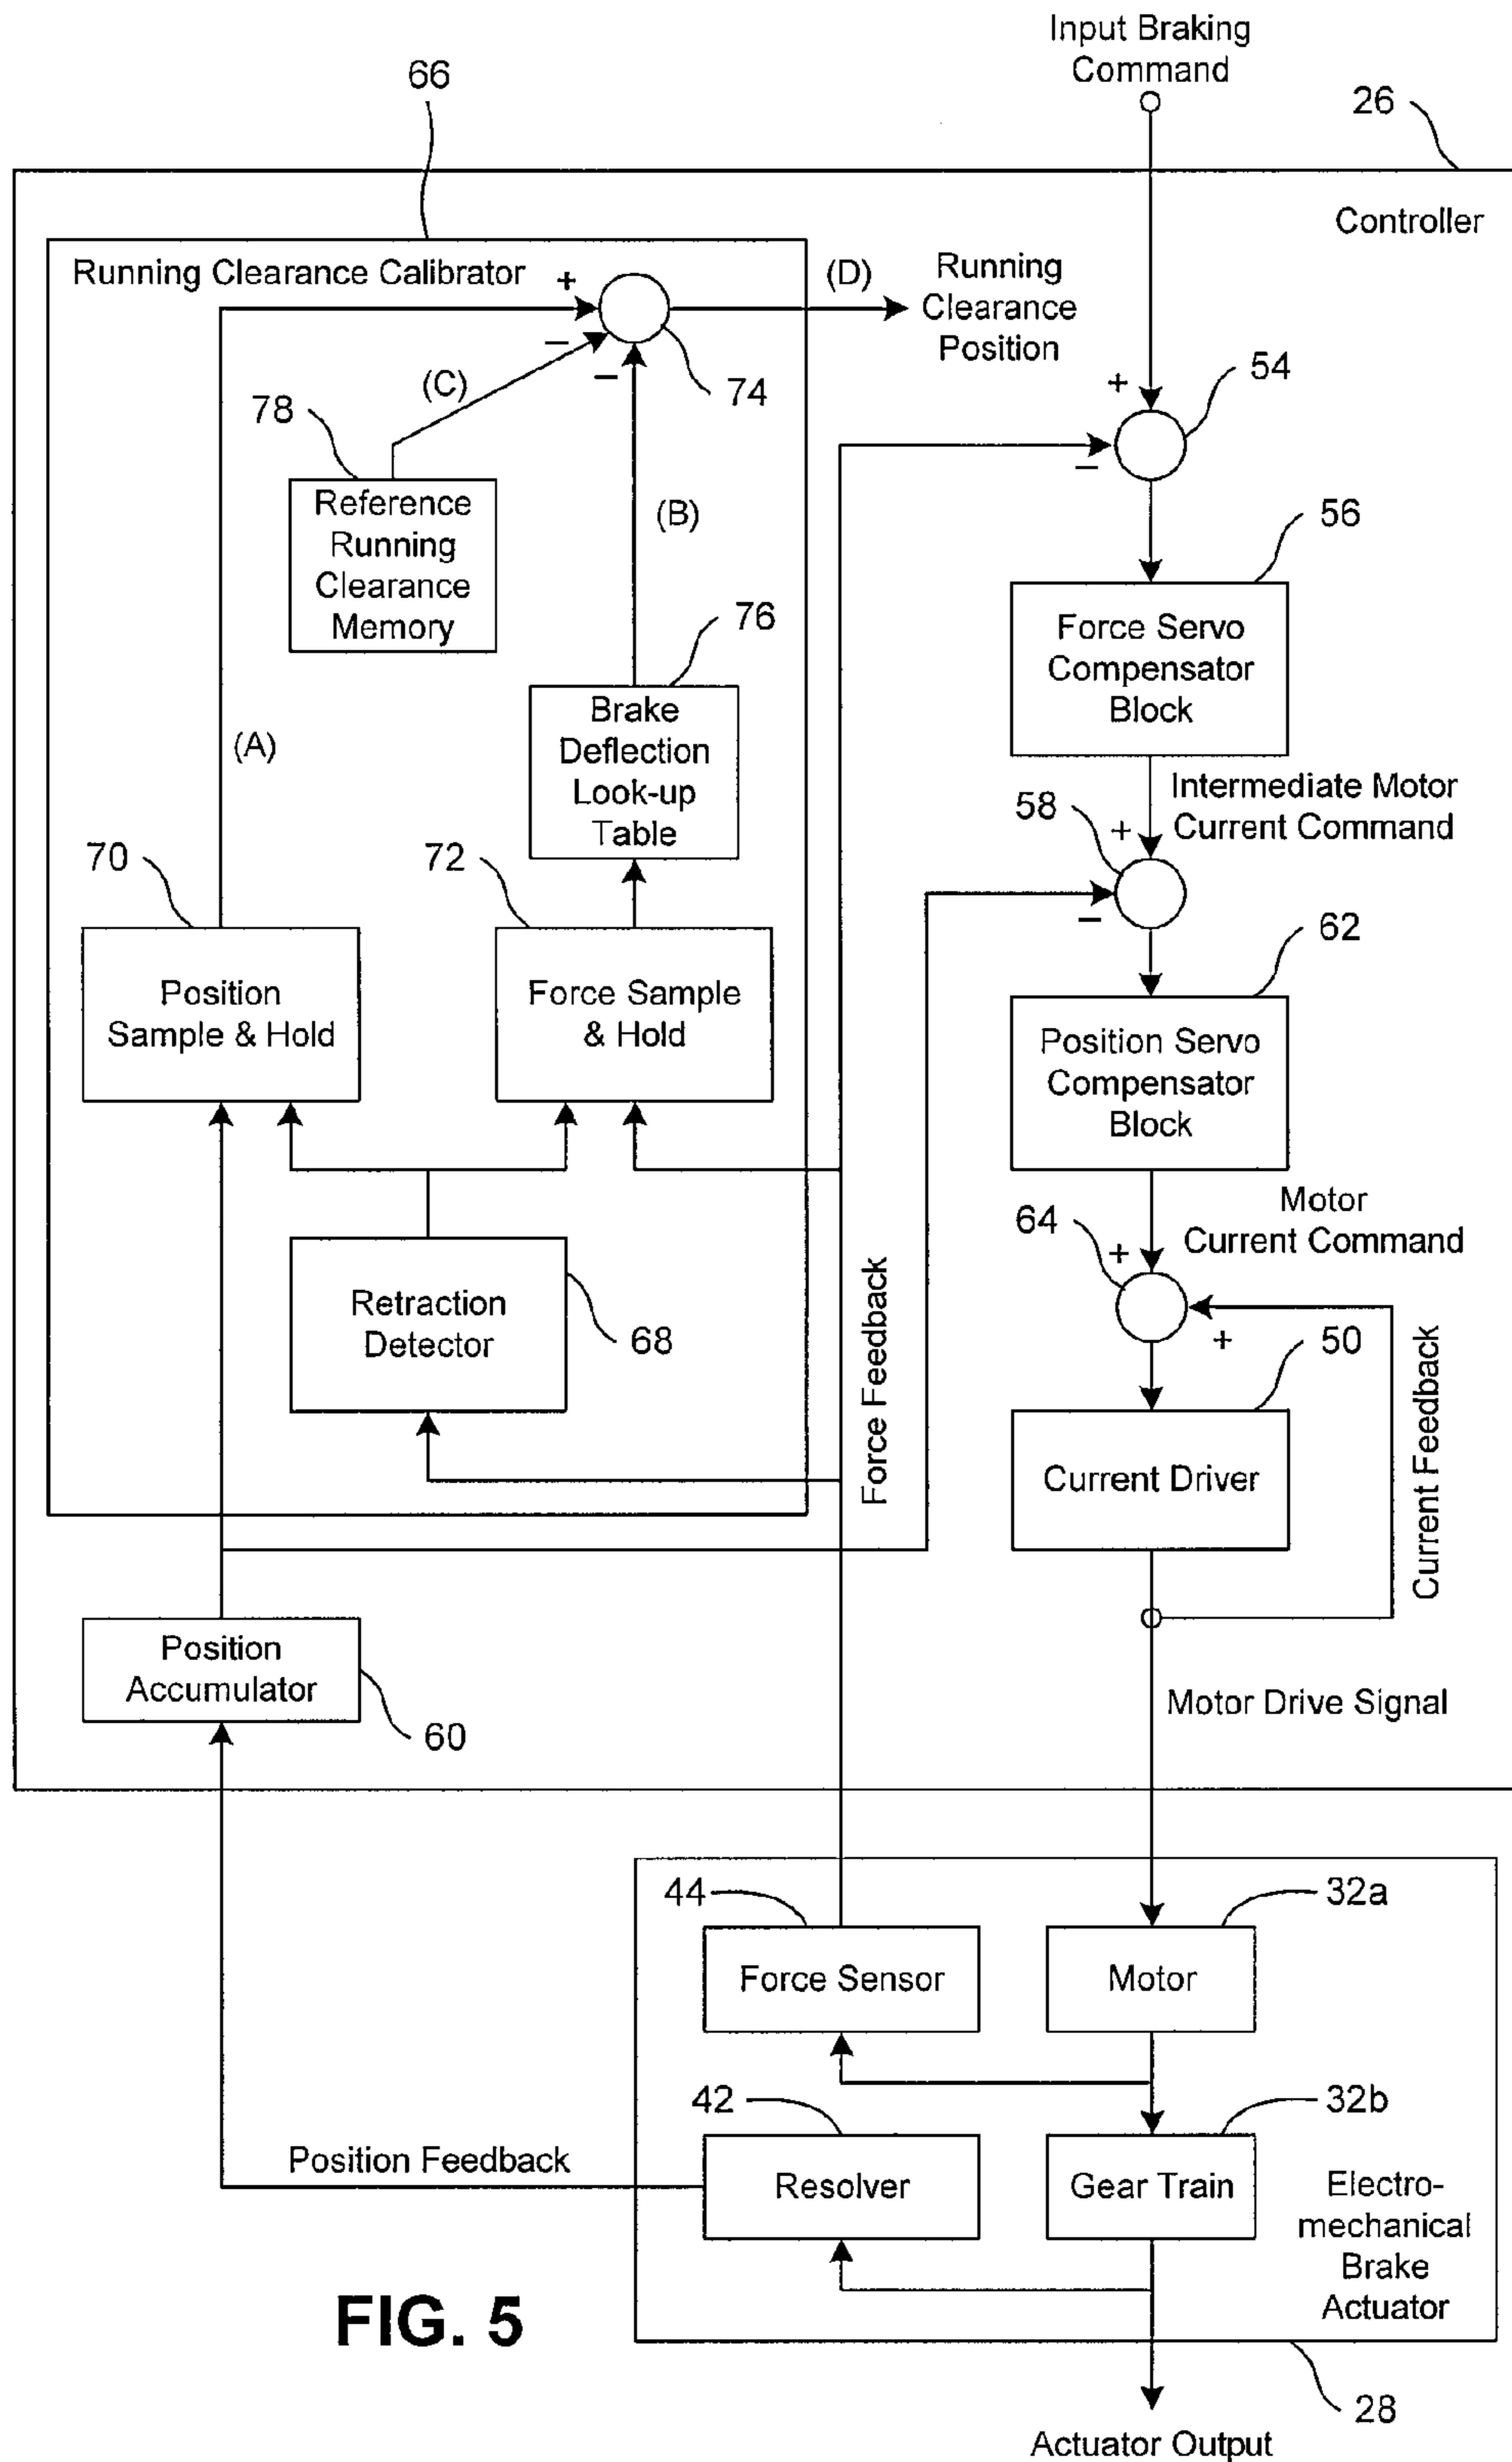 Input Braking
Command
66
26
Controller
Running Clearance Calibrator
+
(D)
Running
Clearance
Position
−
−
74
(C)
78
+
54
−
Reference
Running
Clearance
Memory
(B)
56
76
Force Servo
Compensator
Block
Brake
Deflection
Look-up
Table
(A)
Intermediate Motor
Current Command
58
+
70
72
−
62
Position
Sample & Hold
Force Sample
& Hold
Position Servo
Compensator
Block
Motor
Current Command
64
+
+
Retraction
Detector
68
Force Feedback
50
Current Feedback
Current Driver
Position
Accumulator
60
Motor Drive Signal
44
32a
Force Sensor
Motor
42
32b
Position Feedback
Resolver
Gear Train
Electro-
mechanical
Brake
Actuator
FIG. 5
28
Actuator Output